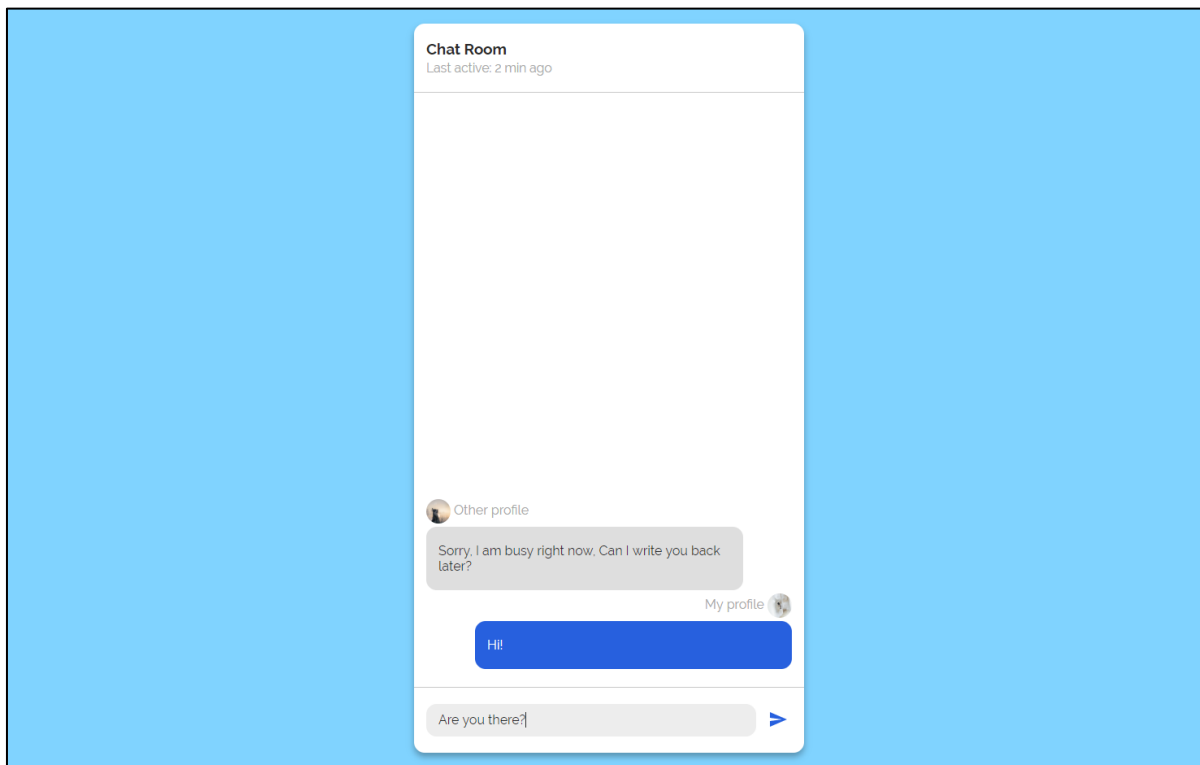 Chat Room
Last active: 2 min ago
Other profile
Sorry, I am busy right now, Can I write you back
later?
My profile
Hi!
Are you there?